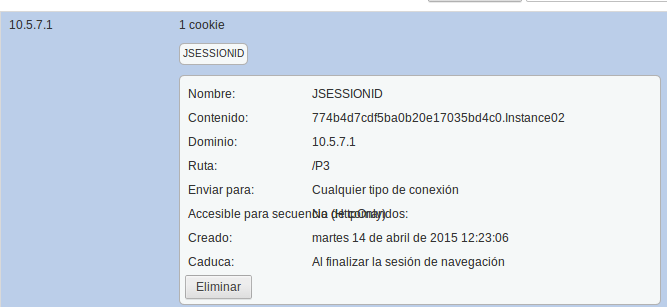 10.5.7.1 1 cookie
JSESSIONID
Nombre: JSESSIONID
Contenido: 774b4d7cdf5ba0b20e17035bd4c0.Instance02
Dominio: 10.5.7.1
Ruta: /P3
Enviar para: Cualquier tipo de conexión
Accesible para secuencia de comandos: No (HttpOnly)
Creado: martes 14 de abril de 2015 12:23:06
Caduca: Al finalizar la sesión de navegación
Eliminar